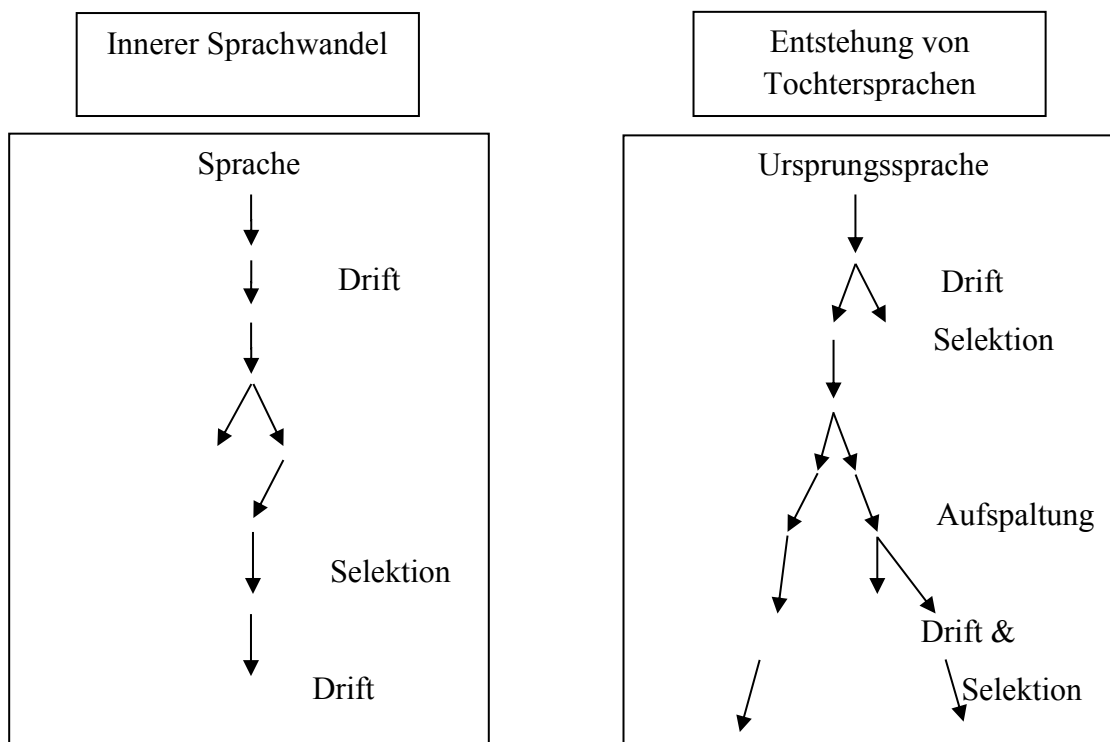 Innerer Sprachwandel
Sprache
Drift
Selektion
Drift
Entstehung von
Tochtersprachen
Ursprungssprache
Drift
Selektion
Aufspaltung
Drift &
Selektion